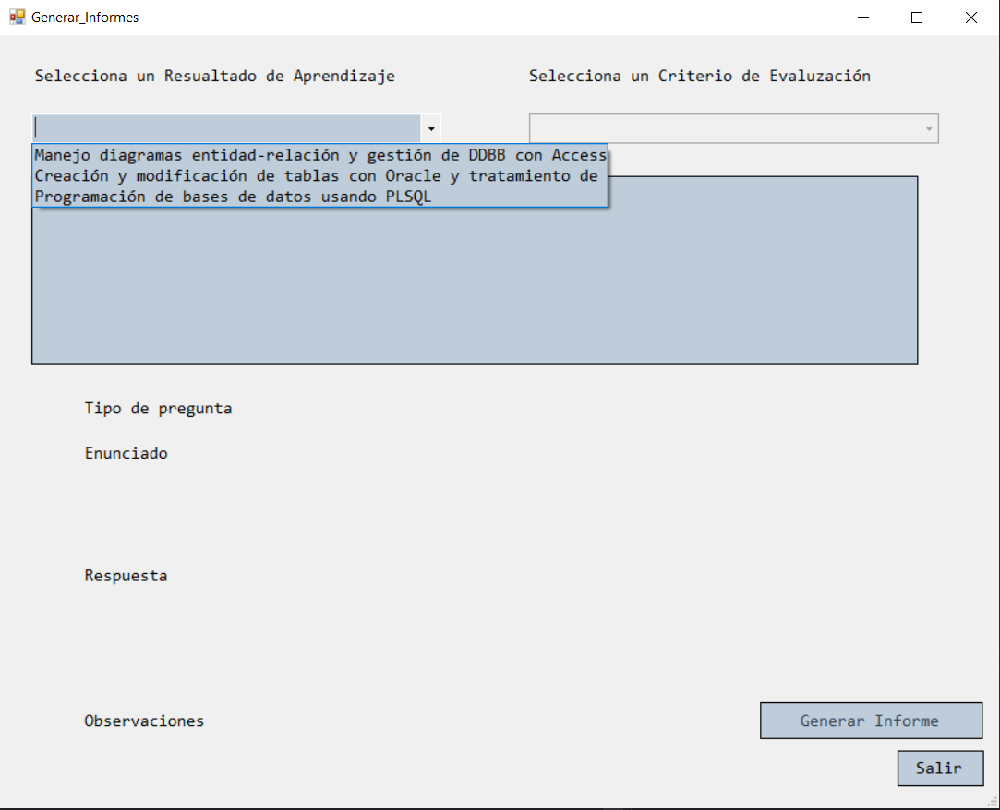 Generar_Informes
Selecciona un Resualtado de Aprendizaje
Selecciona un Criterio de Evaluzación
Manejo diagramas entidad-relación y gestión de DDBB con Access
Creación y modificación de tablas con Oracle y tratamiento de
Programación de bases de datos usando PLSQL
Tipo de pregunta
Enunciado
Respuesta
Observaciones
Generar Informe
Salir